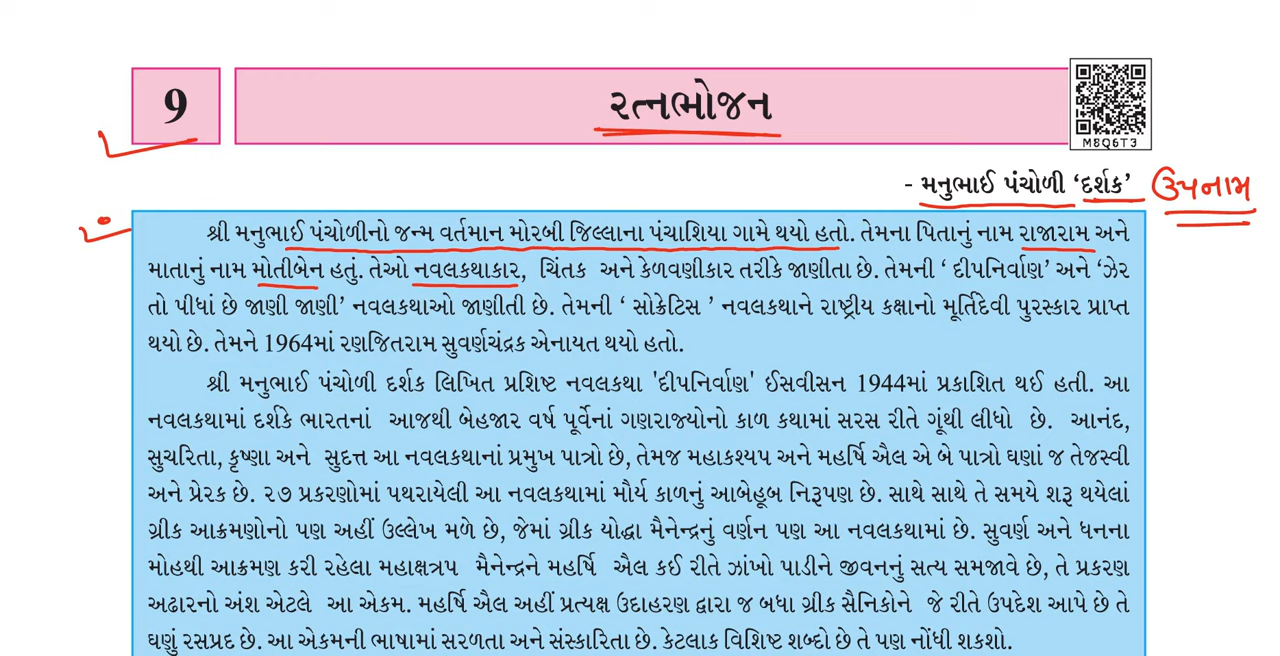 9
રત્નભોજન
M8Q6T3
- મનુભાઈ પંચોળી ‘દર્શક’ ઉપનામ
શ્રી મનુભાઈ પંચોળીનો જન્મ વર્તમાન મોરબી જિલ્લાના પંચાશિયા ગામે થયો હતો. તેમના પિતાનું નામ રાજારામ અને
માતાનું નામ મોતીબેન હતું. તેઓ નવલકથાકાર, ચિંતક અને કેળવણીકાર તરીકે જાણીતા છે. તેમની ‘ દીપનિર્વાણ’ અને ‘ઝેર
તો પીધાં છે જાણી જાણી’ નવલકથાઓ જાણીતી છે. તેમની ‘ સોક્રેટિસ ’ નવલકથાને રાષ્ટ્રીય કક્ષાનો મૂર્તિદેવી પુરસ્કાર પ્રાપ્ત
થયો છે. તેમને 1964માં રણજિતરામ સુવર્ણચંદ્રક એનાયત થયો હતો.
શ્રી મનુભાઈ પંચોળી દર્શક લિખિત પ્રશિષ્ટ નવલકથા 'દીપનિર્વાણ' ઈસવીસન 1944માં પ્રકાશિત થઈ હતી. આ
નવલકથામાં દર્શકે ભારતનાં આજથી બેહજાર વર્ષ પૂર્વેનાં ગણરાજ્યોનો કાળ કથામાં સરસ રીતે ગૂંથી લીધો છે. આનંદ,
સુચરિતા, કૃષ્ણા અને સુદત્ત આ નવલકથાનાં પ્રમુખ પાત્રો છે, તેમજ મહાકશ્યપ અને મહર્ષિ ઐલ એ બે પાત્રો ઘણાં જ તેજસ્વી
અને પ્રેરક છે. ૨૭ પ્રકરણોમાં પથરાયેલી આ નવલકથામાં મૌર્ય કાળનું આબેહૂબ નિરૂપણ છે. સાથે સાથે તે સમયે શરૂ થયેલાં
ગ્રીક આક્રમણોનો પણ અહીં ઉલ્લેખ મળે છે, જેમાં ગ્રીક યોદ્ધા મૈનેન્દ્રનું વર્ણન પણ આ નવલકથામાં છે. સુવર્ણ અને ધનના
મોહથી આક્રમણ કરી રહેલા મહાક્ષત્રપ મૈનેન્દ્રને મહર્ષિ ઐલ કઈ રીતે ઝાંખો પાડીને જીવનનું સત્ય સમજાવે છે, તે પ્રકરણ
અઢારનો અંશ એટલે આ એકમ. મહર્ષિ ઐલ અહીં પ્રત્યક્ષ ઉદાહરણ દ્વારા જ બધા ગ્રીક સૈનિકોને જે રીતે ઉપદેશ આપે છે તે
ઘણું રસપ્રદ છે. આ એકમની ભાષામાં સરળતા અને સંસ્કારિતા છે. કેટલાક વિશિષ્ટ શબ્દો છે તે પણ નોંધી શકશો.